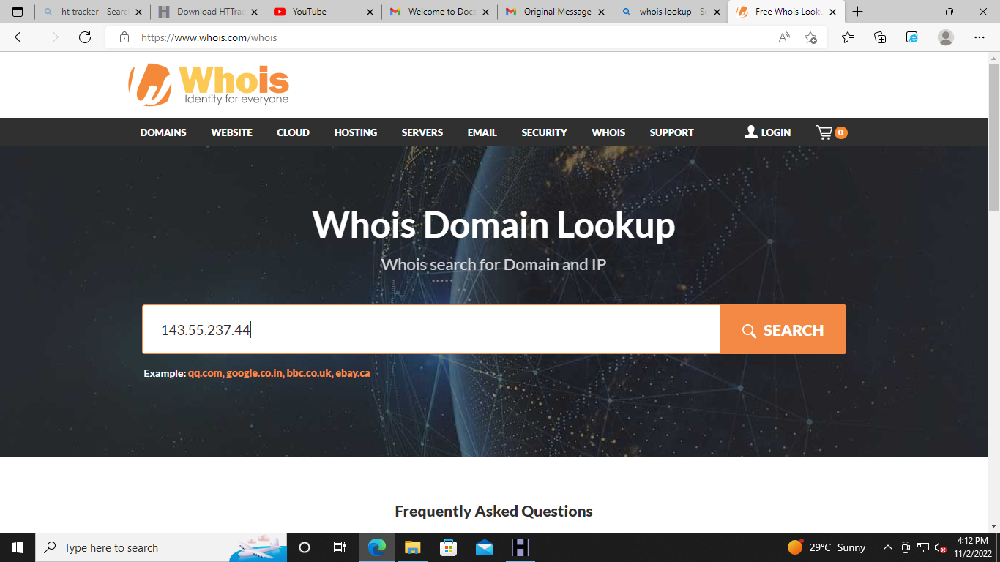 ht tracker - Searc
Download HTTrac
YouTube
Welcome to Docs
Original Message
whois lookup - Se
Free Whois Looku
https://www.whois.com/whois
Whois
Identity for everyone
DOMAINS WEBSITE CLOUD HOSTING SERVERS EMAIL SECURITY WHOIS SUPPORT LOGIN 0
Whois Domain Lookup
Whois search for Domain and IP
143.55.237.44 SEARCH
Example: qq.com, google.co.in, bbc.co.uk, ebay.ca
Frequently Asked Questions
Type here to search
29°C Sunny
4:12 PM
11/2/2022